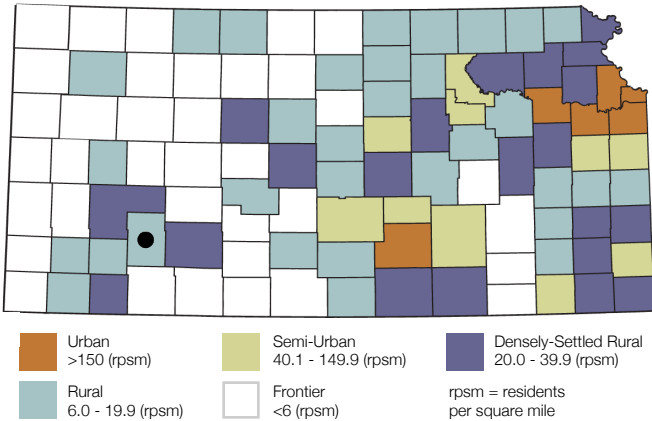 Urban
>150 (rpsm)
Semi-Urban
40.1 - 149.9 (rpsm)
Densely-Settled Rural
20.0 - 39.9 (rpsm)
Rural
6.0 - 19.9 (rpsm)
Frontier
<6 (rpsm)
rpsm = residents
per square mile